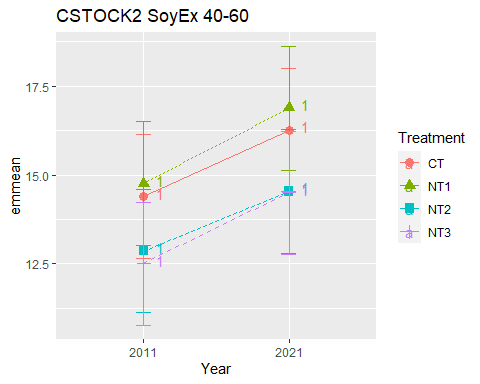 CSTOCK2 SoyEx 40-60
17.5
15.0
12.5
emmean
1
1
1
1
1
1
1
2011
2021
Year
Treatment
a CT
a NT1
a NT2
a NT3